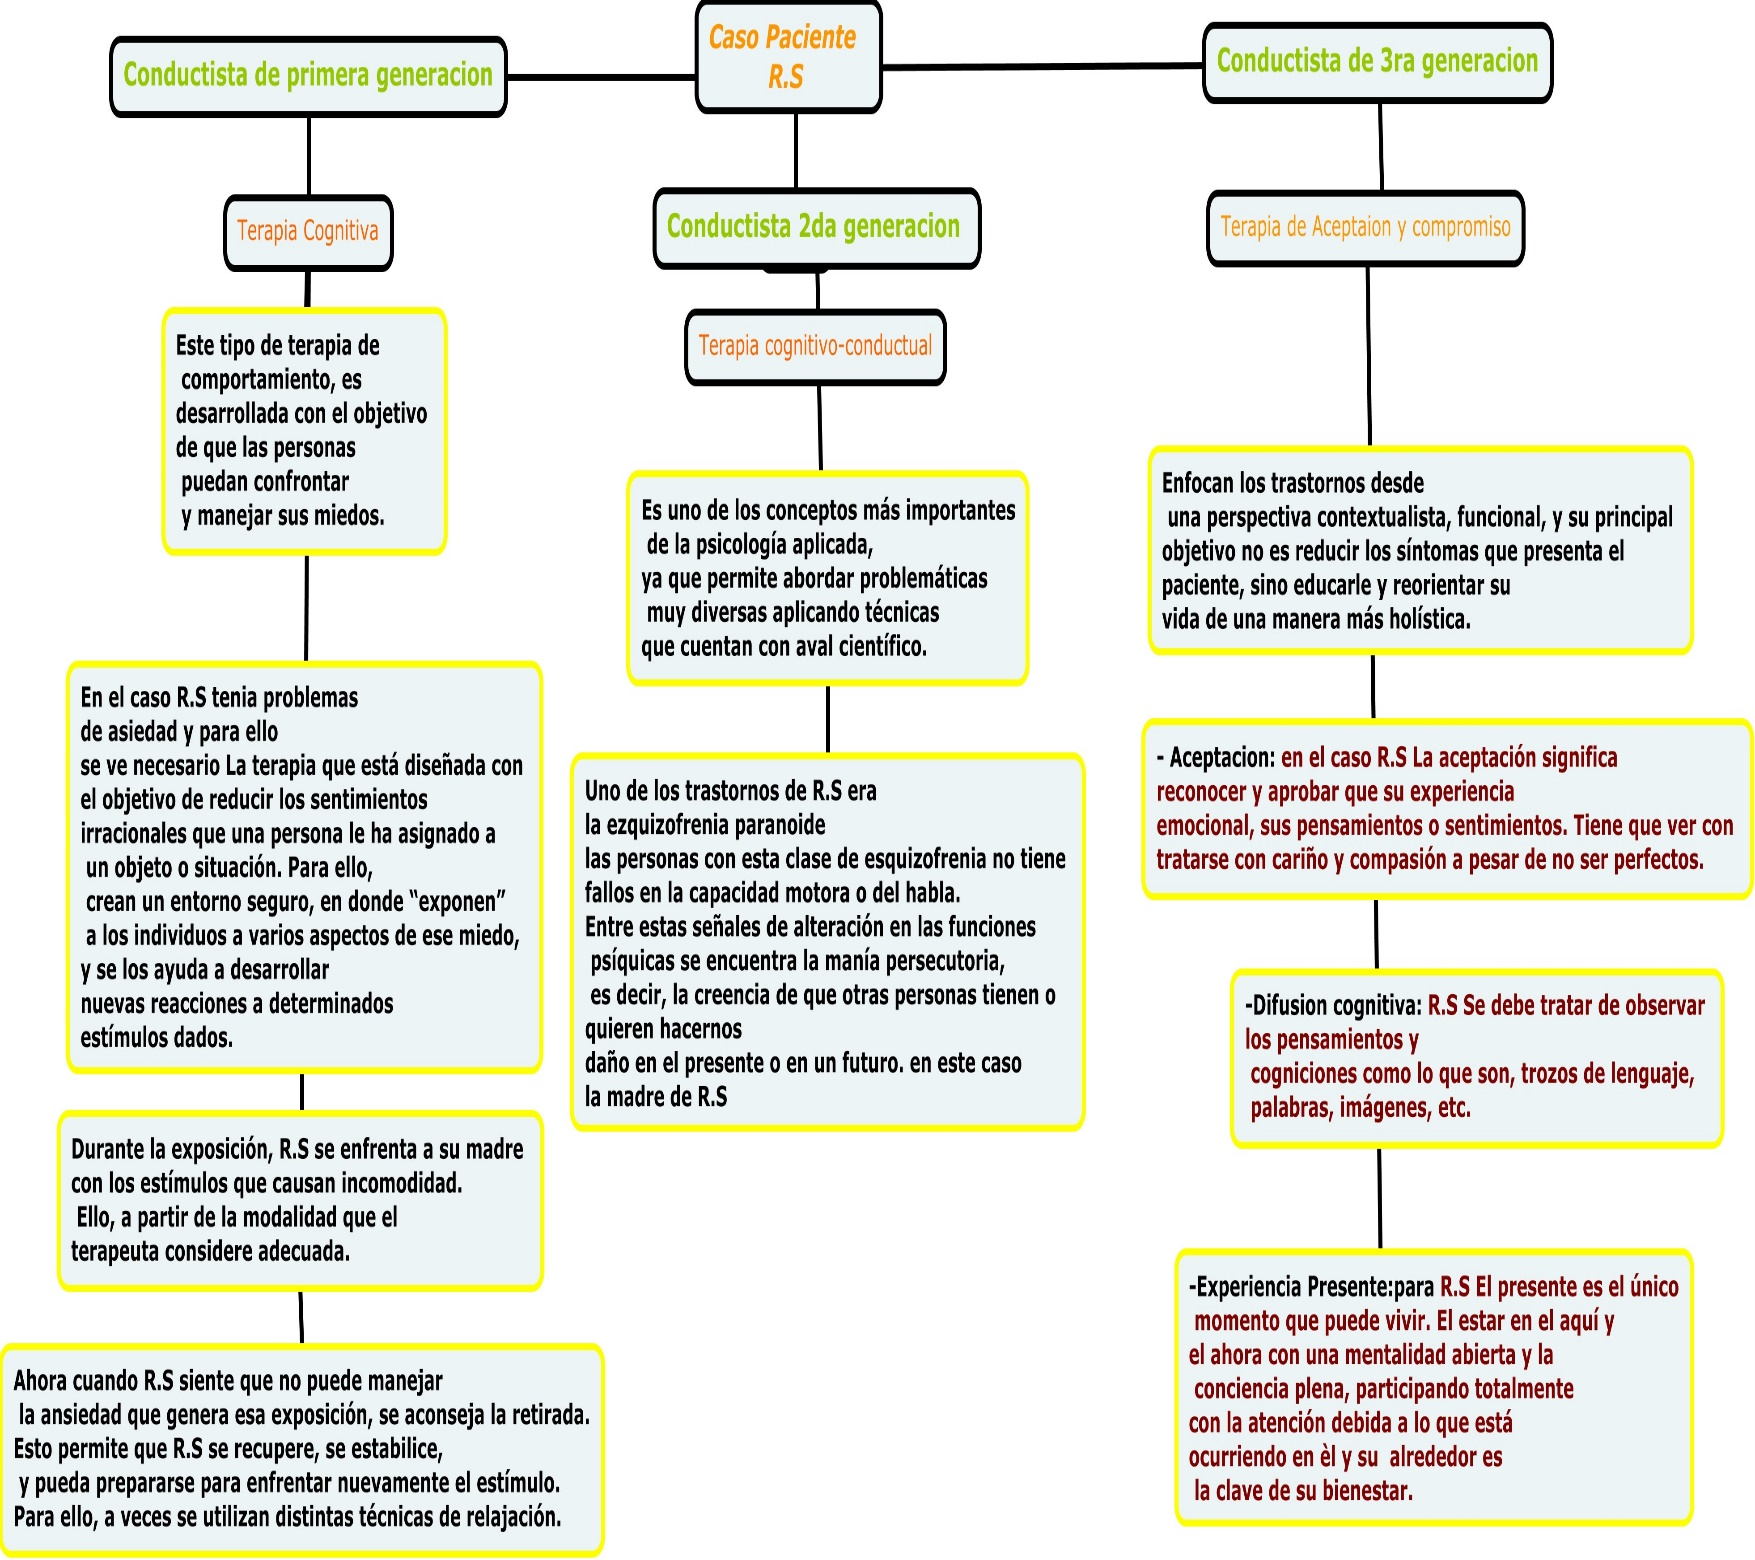 Caso Paciente
R.S
Conductista de primera generacion
Terapia Cognitiva
Este tipo de terapia de
comportamiento, es
desarrollada con el objetivo
de que las personas
puedan confrontar
y manejar sus miedos.
En el caso R.S tenia problemas
de asiedad y para ello
se ve necesario La terapia que está diseñada con
el objetivo de reducir los sentimientos
irracionales que una persona le ha asignado a
un objeto o situación. Para ello,
crean un entorno seguro, en donde “exponen”
a los individuos a varios aspectos de ese miedo,
y se los ayuda a desarrollar
nuevas reacciones a determinados
estímulos dados.
Durante la exposición, R.S se enfrenta a su madre
con los estímulos que causan incomodidad.
Ello, a partir de la modalidad que el
terapeuta considere adecuada.
Ahora cuando R.S siente que no puede manejar
la ansiedad que genera esa exposición, se aconseja la retirada.
Esto permite que R.S se recupere, se estabilice,
y pueda prepararse para enfrentar nuevamente el estímulo.
Para ello, a veces se utilizan distintas técnicas de relajación.
Conductista 2da generacion
Terapia cognitivo-conductual
Es uno de los conceptos más importantes
de la psicología aplicada,
ya que permite abordar problemáticas
muy diversas aplicando técnicas
que cuentan con aval científico.
Uno de los trastornos de R.S era
la ezquizofrenia paranoide
las personas con esta clase de esquizofrenia no tiene
fallos en la capacidad motora o del habla.
Entre estas señales de alteración en las funciones
psíquicas se encuentra la manía persecutoria,
es decir, la creencia de que otras personas tienen o
quieren hacernos
daño en el presente o en un futuro. en este caso
la madre de R.S
Conductista de 3ra generacion
Terapia de Aceptaion y compromiso
Enfocan los trastornos desde
una perspectiva contextualista, funcional, y su principal
objetivo no es reducir los síntomas que presenta el
paciente, sino educarle y reorientar su
vida de una manera más holística.
- Aceptacion: en el caso R.S La aceptación significa
reconocer y aprobar que su experiencia
emocional, sus pensamientos o sentimientos. Tiene que ver con
tratarse con cariño y compasión a pesar de no ser perfectos.
-Difusion cognitiva: R.S Se debe tratar de observar
los pensamientos y
cogniciones como lo que son, trozos de lenguaje,
palabras, imágenes, etc.
-Experiencia Presente:para R.S El presente es el único
momento que puede vivir. El estar en el aquí y
el ahora con una mentalidad abierta y la
conciencia plena, participando totalmente
con la atención debida a lo que está
ocurriendo en èl y su alrededor es
la clave de su bienestar.